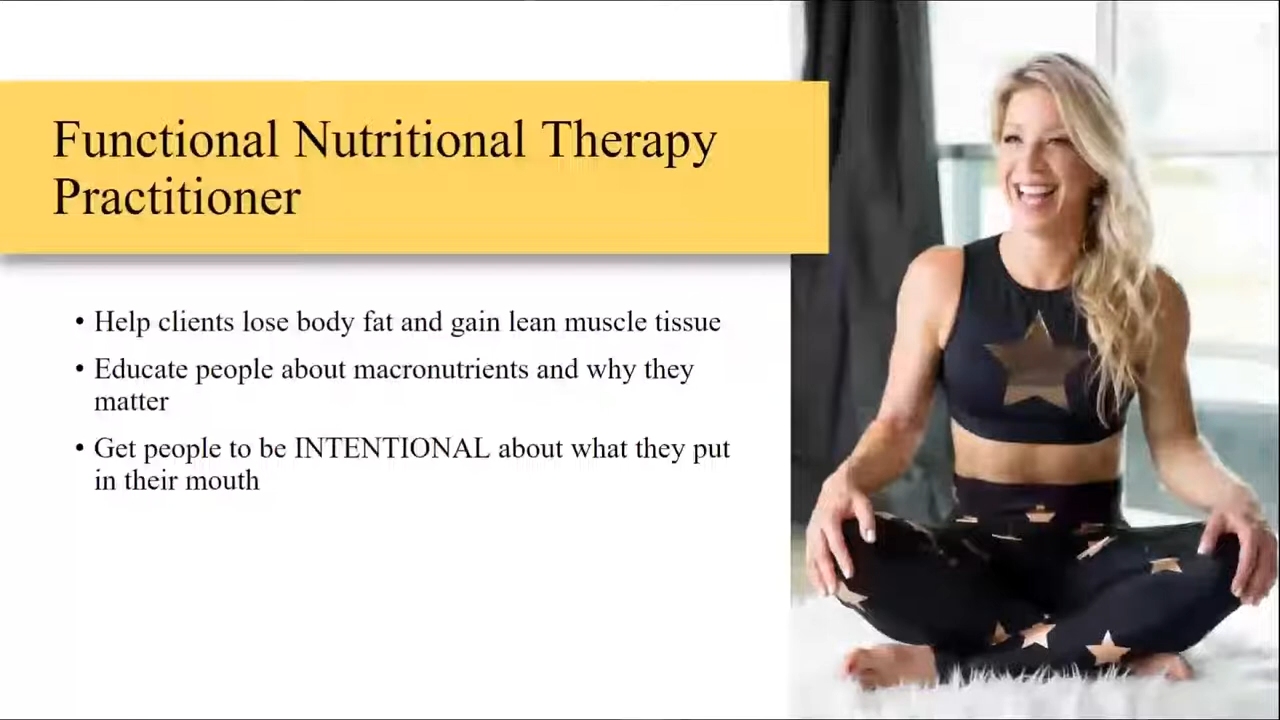 Functional Nutritional Therapy
Practitioner
• Help clients lose body fat and gain lean muscle tissue
• Educate people about macronutrients and why they
matter
• Get people to be INTENTIONAL about what they put
in their mouth